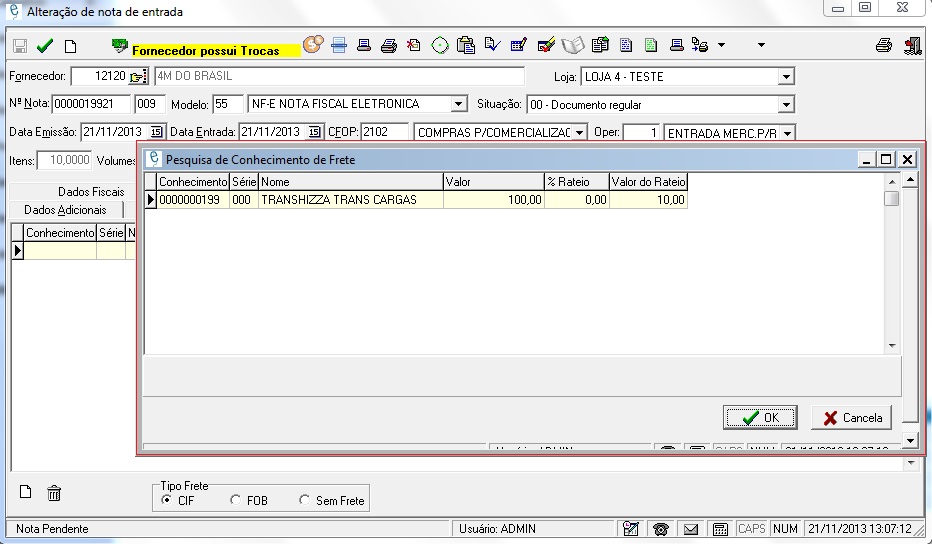 Alteração de nota de entrada
Fornecedor possui Trocas
Fornecedor: 12120 4M DO BRASIL Loja: LOJA 4 - TESTE
Nº Nota: 0000019921 009 Modelo: 55 NF-E NOTA FISCAL ELETRONICA Situação: 00 - Documento regular
Data Emissão: 21/11/2013 15 Data Entrada: 21/11/2013 15 CFOP: 2102 COMPRAS P/COMERCIALIZAC Oper: 1 ENTRADA MERC.P/R
Itens: 10,0000 Volumes
Pesquisa de Conhecimento de Frete
Conhecimento Série Nome Valor % Rateio Valor do Rateio
0000000199 000 TRANSHIZZA TRANS CARGAS 100,00 0,00 10,00
Dados Fiscais
Dados Adicionais
Conhecimento Série N
OK Cancela
Tipo Frete
CIF FOB Sem Frete
Nota Pendente Usuário: ADMIN CAPS NUM 21/11/2013 13:07:12